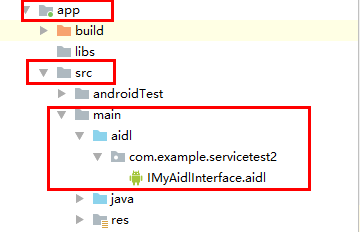 app
build
libs
src
androidTest
main
aidl
com.example.servicetest2
IMyAidlInterface.aidl
java
res